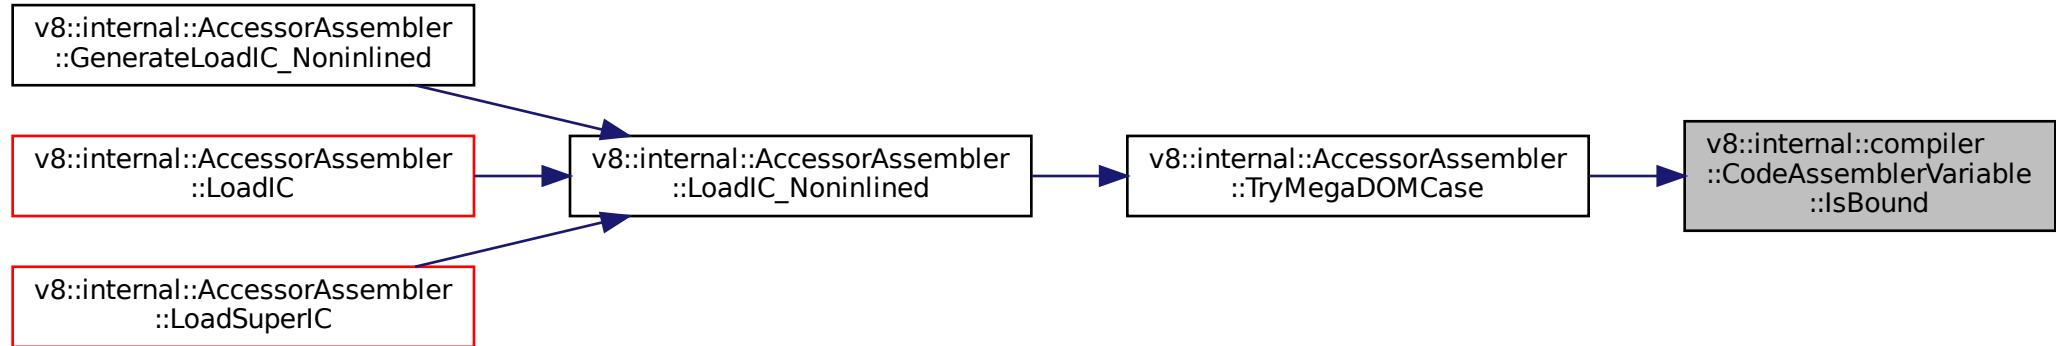 v8::internal::AccessorAssembler
::GenerateLoadIC_Noninlined
v8::internal::AccessorAssembler
::LoadIC
v8::internal::AccessorAssembler
::LoadSuperIC
v8::internal::AccessorAssembler
::LoadIC_Noninlined
v8::internal::AccessorAssembler
::TryMegaDOMCase
v8::internal::compiler
::CodeAssemblerVariable
::IsBound